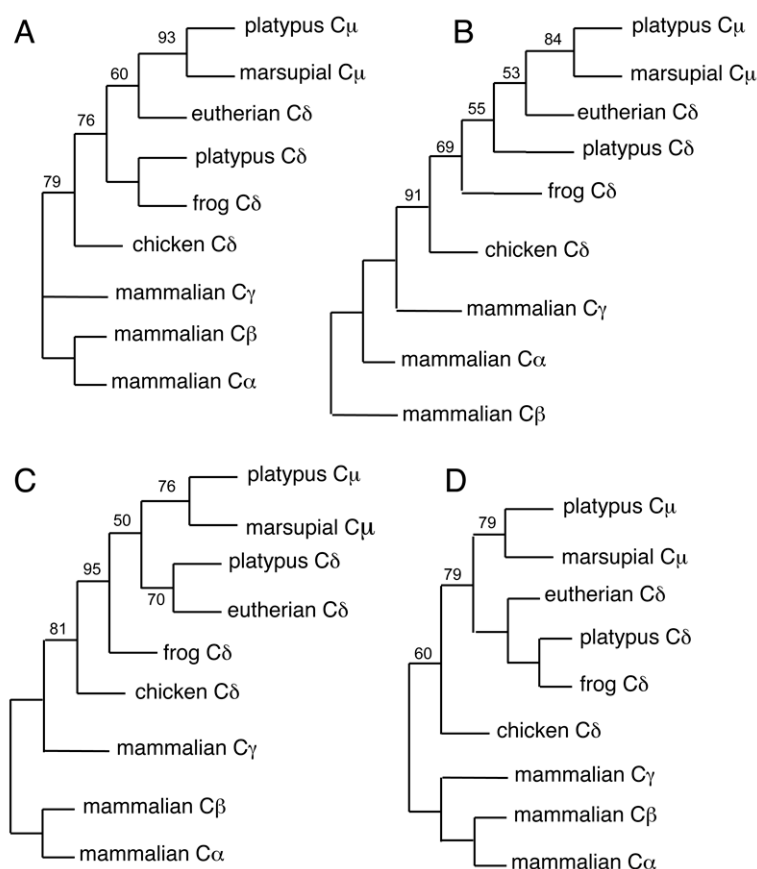 A
platypus Cμ
93
marsupial Cμ
60
eutherian Cδ
76
platypus Cδ
79
frog Cδ
chicken Cδ
mammalian Cγ
mammalian Cβ
mammalian Cα
B
platypus Cμ
84
marsupial Cμ
53
eutherian Cδ
55
platypus Cδ
69
frog Cδ
91
chicken Cδ
mammalian Cγ
mammalian Cα
mammalian Cβ
C
platypus Cμ
76
marsupial Cμ
50
platypus Cδ
95
70
eutherian Cδ
81
frog Cδ
chicken Cδ
mammalian Cγ
mammalian Cβ
mammalian Cα
D
platypus Cμ
79
marsupial Cμ
79
eutherian Cδ
platypus Cδ
60
frog Cδ
chicken Cδ
mammalian Cγ
mammalian Cβ
mammalian Cα